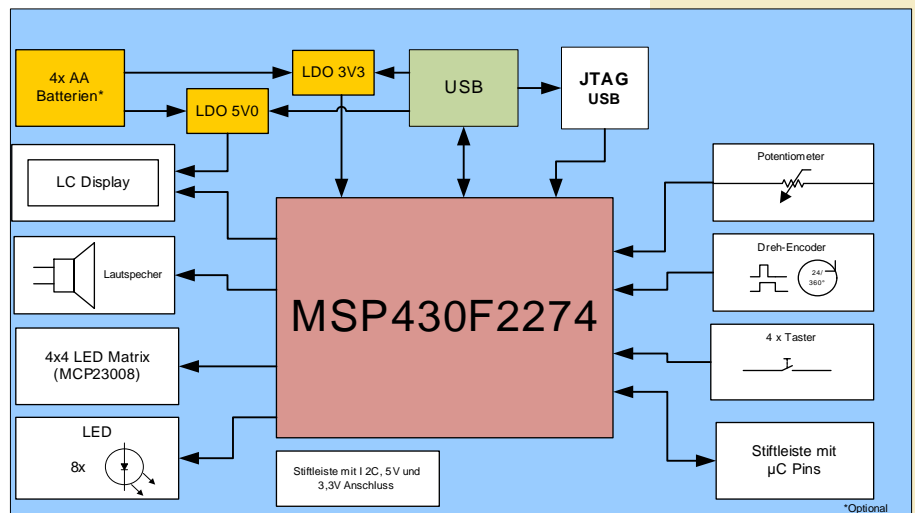 4x AA
Batterien*
LDO 3V3
LDO 5V0
USB
JTAG
USB
LC Display
Potentiometer
Lautspecher
Dreh-Encoder
24/
360°
MSP430F2274
4 x Taster
4x4 LED Matrix
(MCP23008)
LED
8x
Stiftleiste mit I 2C, 5V und
3,3V Anschluss
Stiftleiste mit
µC Pins
*Optional